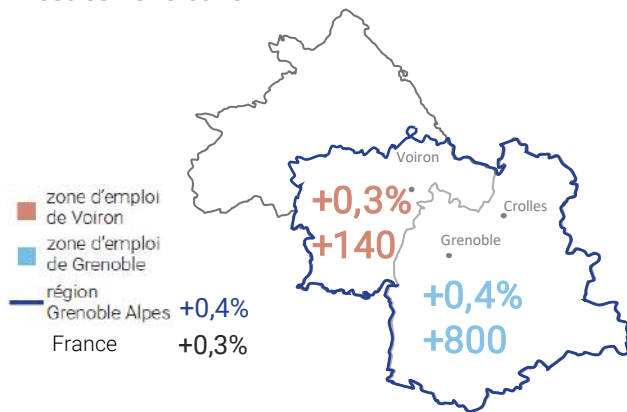 Voiron
+0,3%
+140
Crolles
Grenoble
+0,4%
+800
zone d'emploi
de Voiron
zone d'emploi
de Grenoble
région
Grenoble Alpes +0,4%
France +0,3%